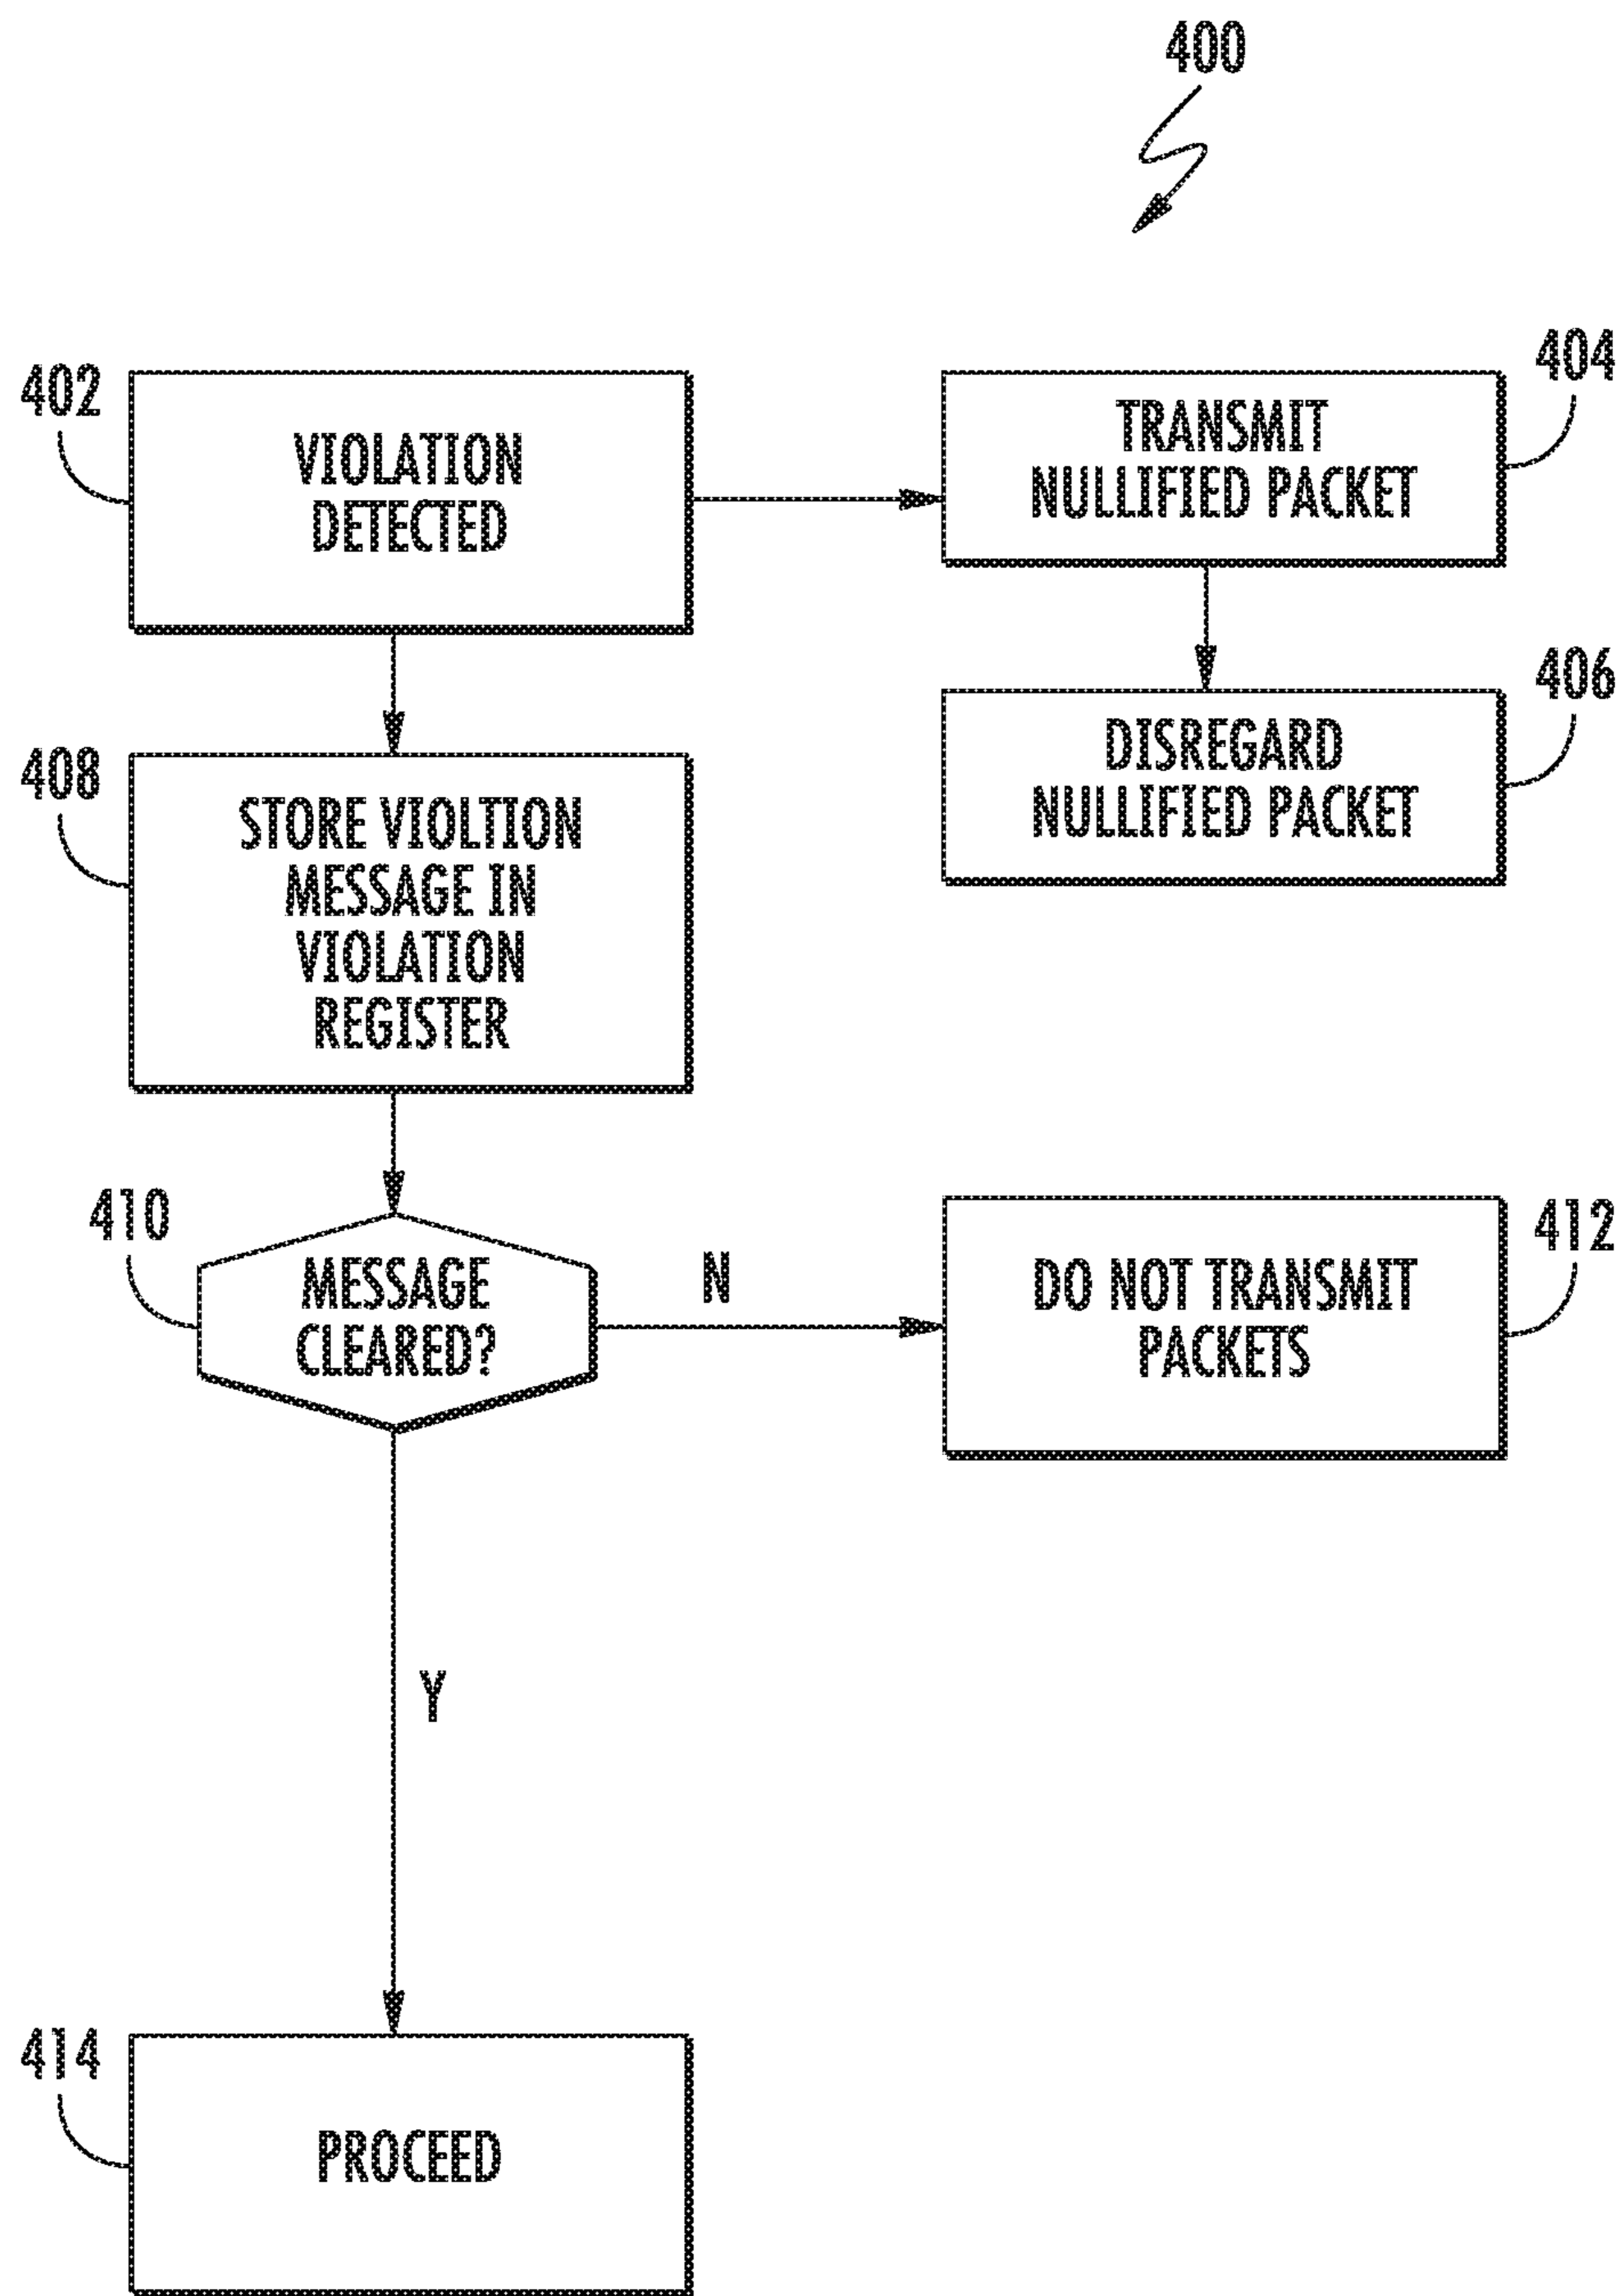 400
402
VIOLATION
DETECTED
404
TRANSMIT
NULLIFIED PACKET
406
DISREGARD
NULLIFIED PACKET
408
STORE VIOLTION
MESSAGE IN
VIOLATION
REGISTER
410
MESSAGE
CLEARED?
N
412
DO NOT TRANSMIT
PACKETS
Y
414
PROCEED